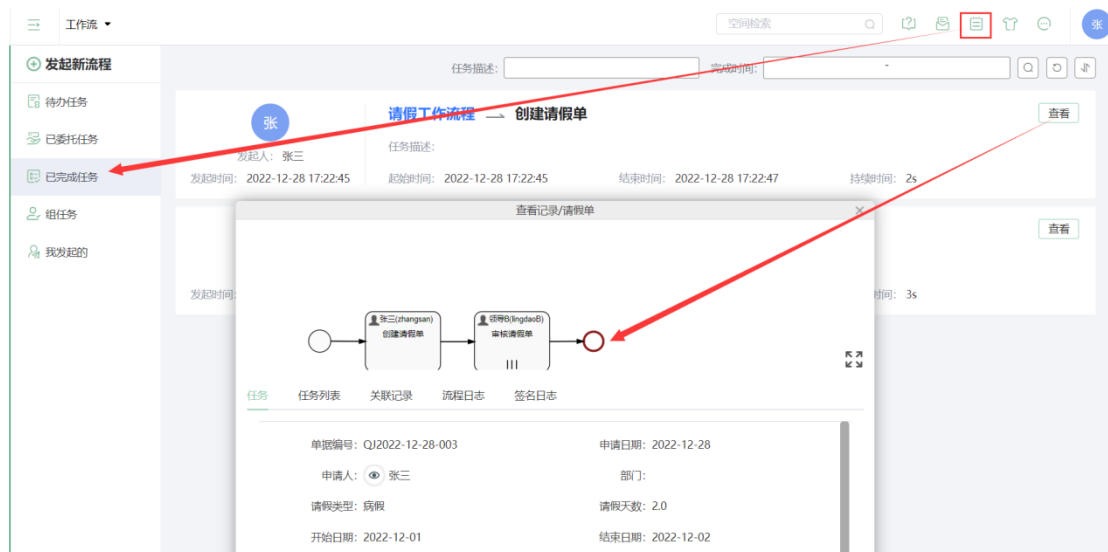 工作流
空间检索
张
发起新流程
任务描述:
完成时间:
-
待办任务
已委托任务
已完成任务
组任务
我发起的
张
请假工作流程 创建请假单
查看
发起人: 张三
任务描述:
发起时间: 2022-12-28 17:22:45
起始时间: 2022-12-28 17:22:45
结束时间: 2022-12-28 17:22:47
持续时间: 2s
查看记录/请假单
查看
发起时间:
时间: 3s
张三(zhangsan)
创建请假单
领导B(lingdaoB)
审核请假单
任务
任务列表
关联记录
流程日志
签名日志
单据编号: QJ2022-12-28-003
申请日期: 2022-12-28
申请人: 张三
部门:
请假类型: 病假
请假天数: 2.0
开始日期: 2022-12-01
结束日期: 2022-12-02